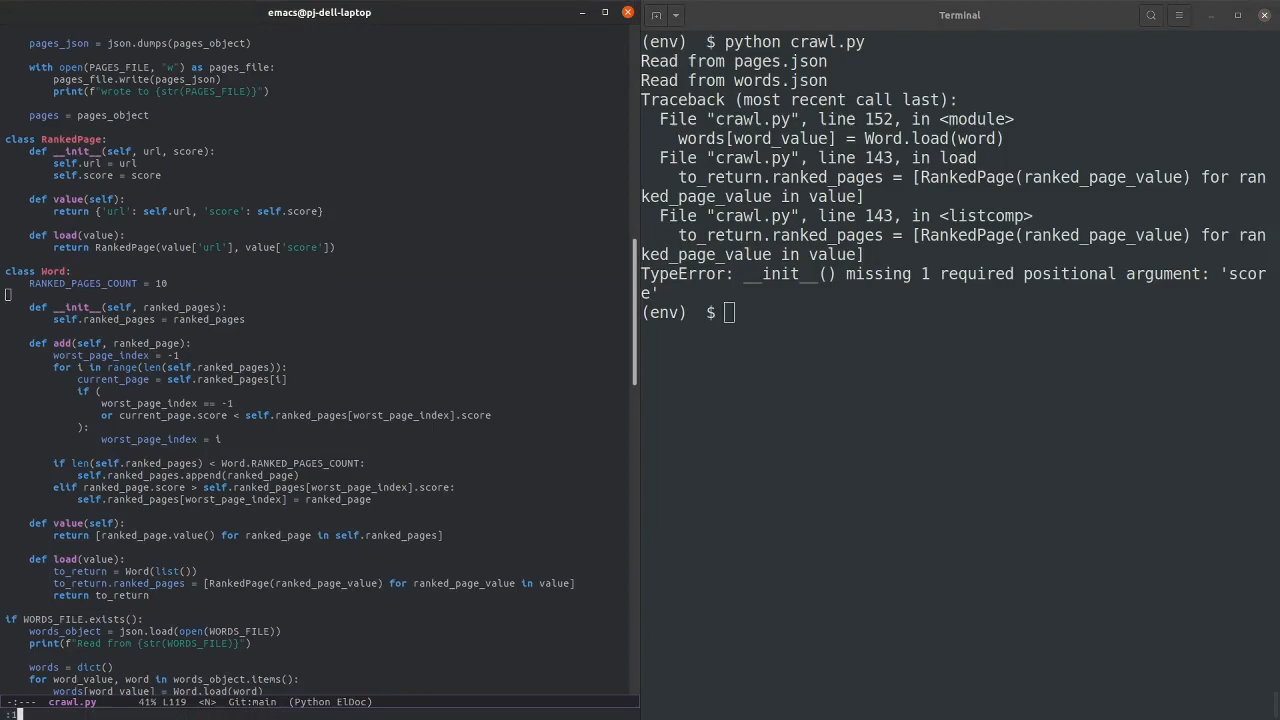 emacs@pj-dell-laptop
    pages_json = json.dumps(pages_object)
    with open(PAGES_FILE, "w") as pages_file:
        pages_file.write(pages_json)
        print(f"wrote to {str(PAGES_FILE)}")
    pages = pages_object
class RankedPage:
    def __init__(self, url, score):
        self.url = url
        self.score = score
    def value(self):
        return {'url': self.url, 'score': self.score}
    def load(value):
        return RankedPage(value['url'], value['score'])
class Word:
    RANKED_PAGES_COUNT = 10
    def __init__(self, ranked_pages):
        self.ranked_pages = ranked_pages
    def add(self, ranked_page):
        worst_page_index = -1
        for i in range(len(self.ranked_pages)):
            current_page = self.ranked_pages[i]
            if (
                worst_page_index == -1
                or current_page.score < self.ranked_pages[worst_page_index].score
            ):
                worst_page_index = i
        if len(self.ranked_pages) < Word.RANKED_PAGES_COUNT:
            self.ranked_pages.append(ranked_page)
        elif ranked_page.score > self.ranked_pages[worst_page_index].score:
            self.ranked_pages[worst_page_index] = ranked_page
    def value(self):
        return [ranked_page.value() for ranked_page in self.ranked_pages]
    def load(value):
        to_return = Word(list())
        to_return.ranked_pages = [RankedPage(ranked_page_value) for ranked_page_value in value]
        return to_return
if WORDS_FILE.exists():
    words_object = json.load(open(WORDS_FILE))
    print(f"Read from {str(WORDS_FILE)}")
    words = dict()
    for word_value, word in words_object.items():
        words[word_value] = Word.load(word)
-:---  crawl.py     41% L119  <N>  Git:main  (Python ElDoc)
:1
Terminal
(env)  $ python crawl.py
Read from pages.json
Read from words.json
Traceback (most recent call last):
  File "crawl.py", line 152, in <module>
    words[word_value] = Word.load(word)
  File "crawl.py", line 143, in load
    to_return.ranked_pages = [RankedPage(ranked_page_value) for ran
ked_page_value in value]
  File "crawl.py", line 143, in <listcomp>
    to_return.ranked_pages = [RankedPage(ranked_page_value) for ran
ked_page_value in value]
TypeError: __init__() missing 1 required positional argument: 'scor
e'
(env)  $